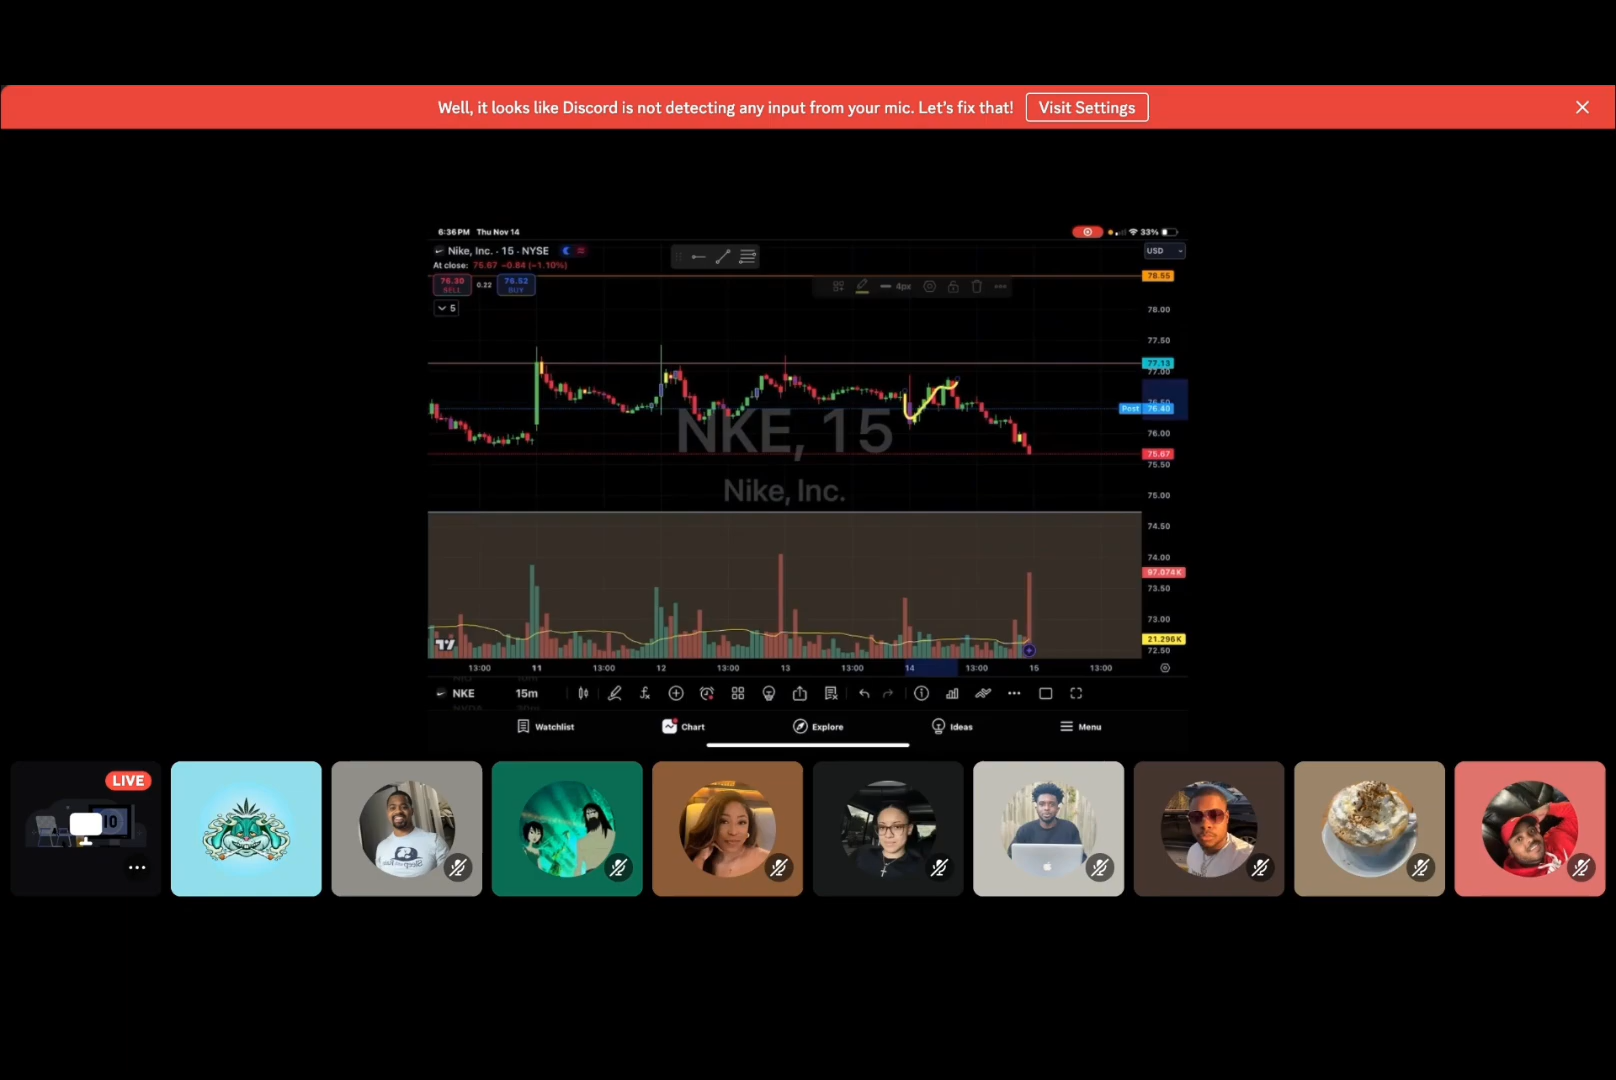 Well, it looks like Discord is not detecting any input from your mic. Let's fix that! Visit Settings
6:36 PM Thu Nov 14
33%
Nike, Inc. · 15 · NYSE
USD
At close: 75.67 −0.84 (−1.10%)
76.30 SELL 0.22 76.52 BUY
4px
5
78.55
78.00
77.50
77.13
77.00
76.50
Post 76.40
76.00
75.67
75.50
75.00
74.50
74.00
97.074K
73.50
73.00
21.296K
72.50
NKE, 15
Nike, Inc.
13:00 11 13:00 12 13:00 13 13:00 14 13:00 15 13:00
NKE 15m
Watchlist Chart Explore Ideas Menu
LIVE